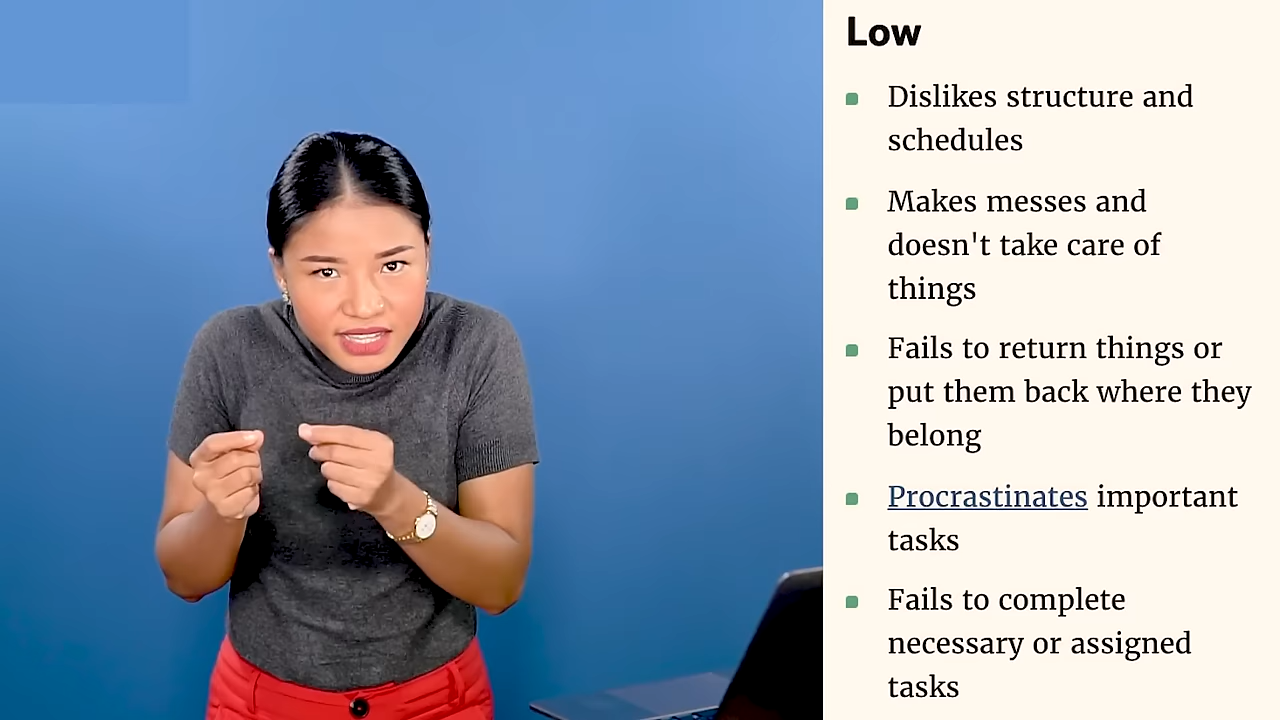 Low
Dislikes structure and
schedules
Makes messes and
doesn't take care of
things
Fails to return things or
put them back where they
belong
Procrastinates important
tasks
Fails to complete
necessary or assigned
tasks